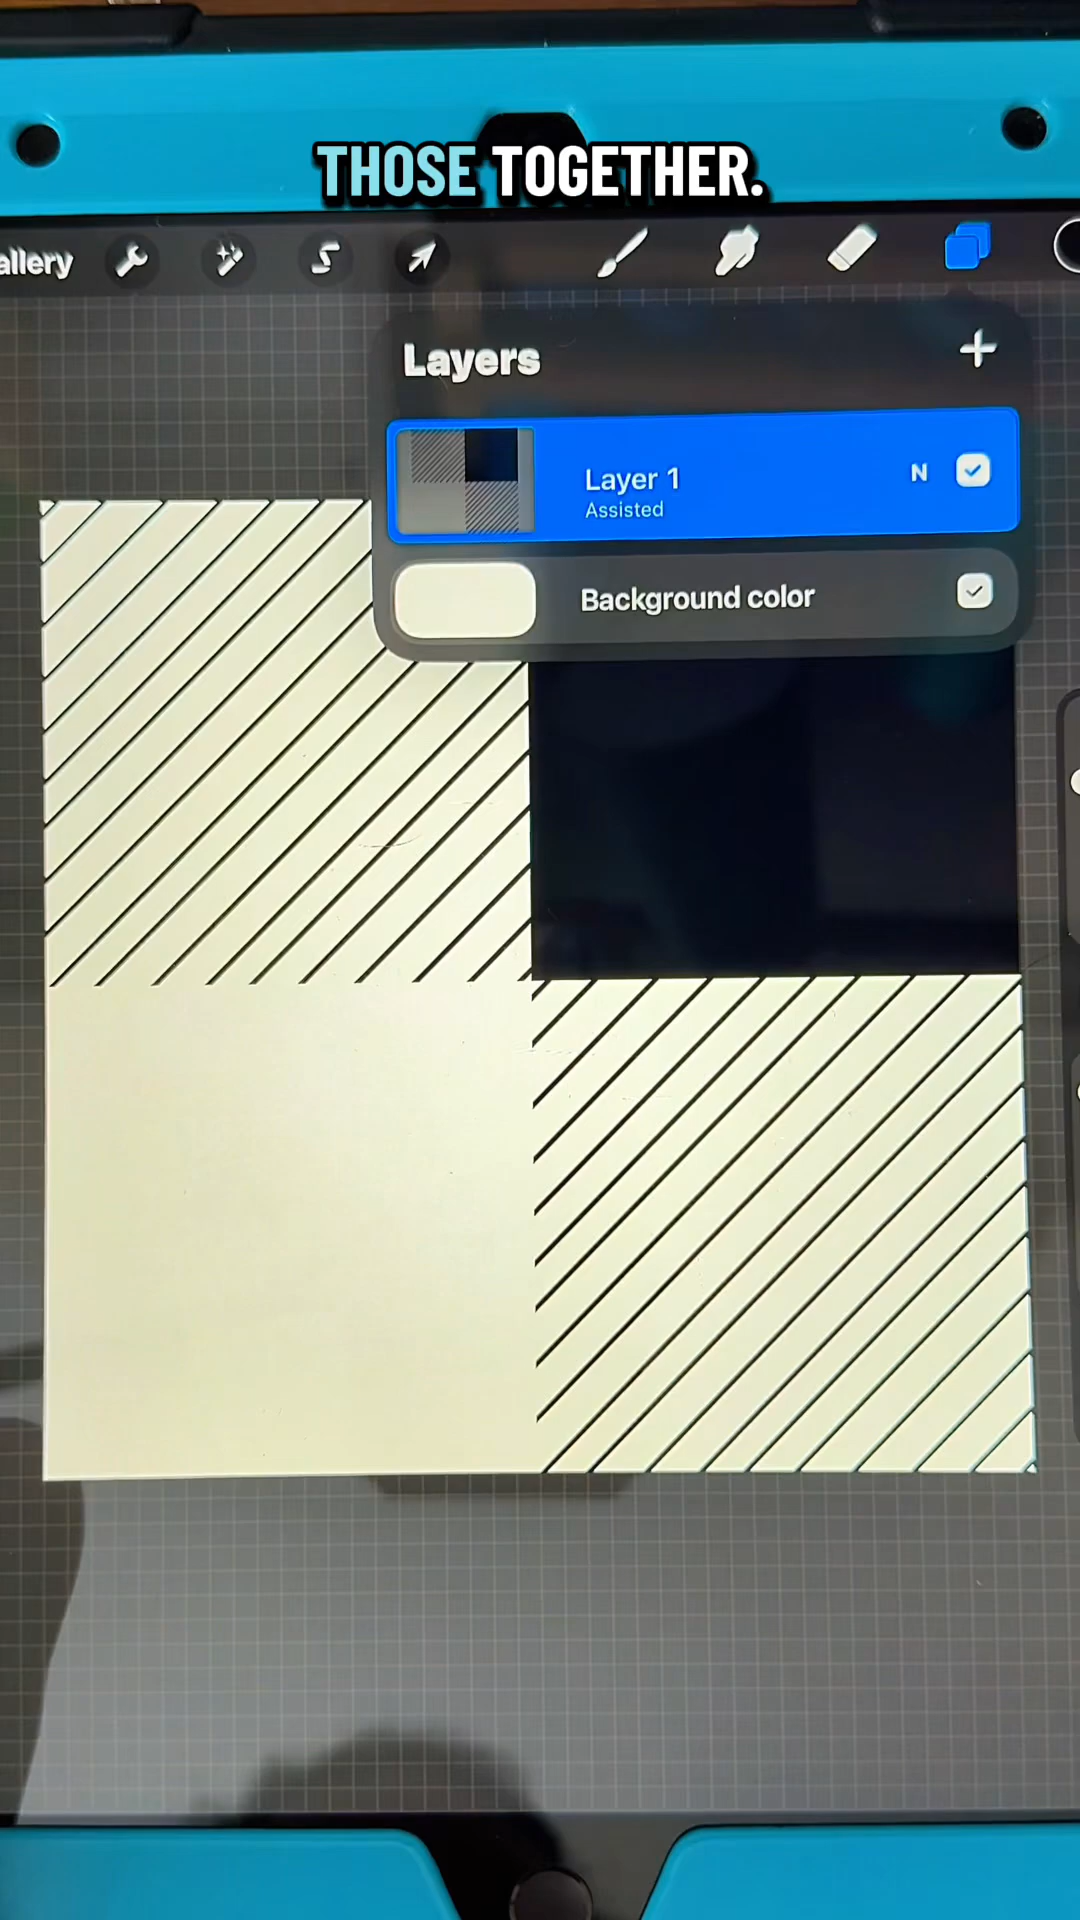 THOSE TOGETHER.
allery
Layers
Layer 1
N
Assisted
Background color